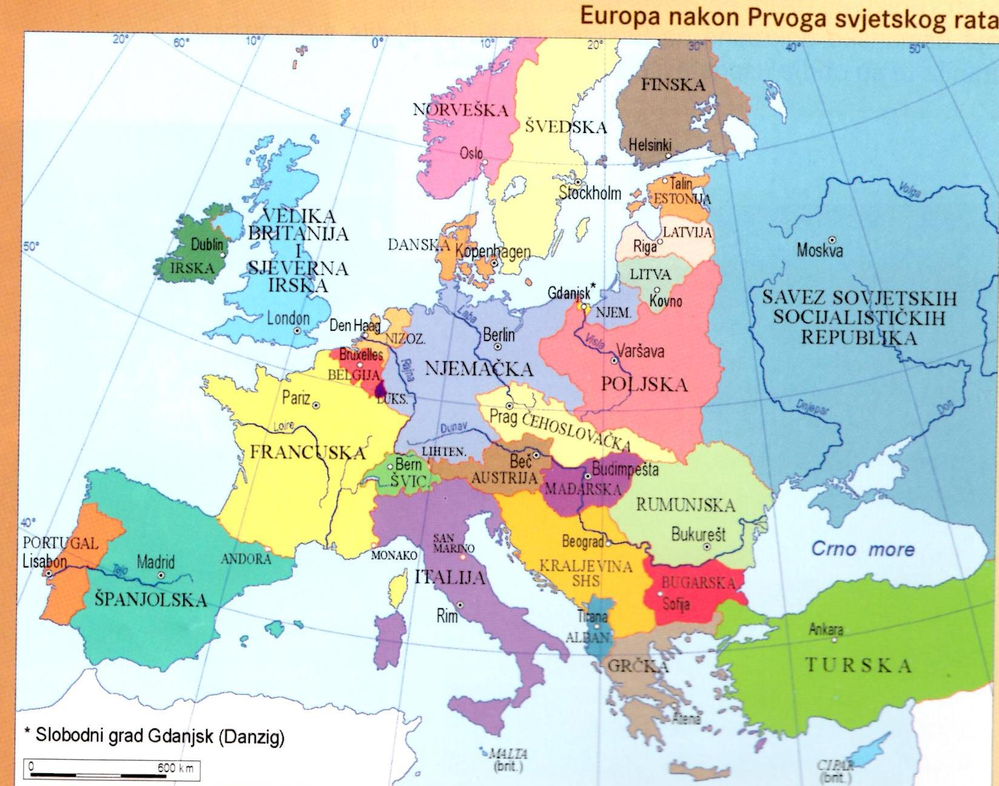 Europa nakon Prvoga svjetskog rata
20°
60°
10°
0°
10°
20°
30°
40°
50°
FINSKA
NORVEŠKA
ŠVEDSKA
Helsinki
Oslo
Talin
Stockholm
ESTONIJA
Volga
VELIKA
BRITANIJA
I
SJEVERNA
IRSKA
LATVIJA
Riga
Moskva
50°
Dublin
IRSKA
DANSKA
Kopenhagen
LITVA
Kovno
Gdanjsk*
NJEM.
SAVEZ SOVJETSKIH
SOCIJALISTIČKIH
REPUBLIKA
London
Laba
Den Haag
NIZOZ.
Berlin
Visla
Varšava
Bruxelles
BELGIJA
Rajna
NJEMAČKA
POLJSKA
LUKS.
Pariz
Prag
ČEHOSLOVAČKA
Dnjepar
Don
Loire
Dunav
FRANCUSKA
LIHTEN.
Bern
ŠVIC.
Beč
AUSTRIJA
Budimpešta
MAĐARSKA
RUMUNJSKA
40°
PORTUGAL
Lisabon
Madrid
Tejo
ANDORA
SAN
MARINO
MONAKO
Beograd
Bukurešt
Crno more
ŠPANJOLSKA
ITALIJA
KRALJEVINA
SHS
BUGARSKA
Sofija
Rim
Tirana
ALBAN.
Ankara
GRČKA
TURSKA
Atena
* Slobodni grad Gdanjsk (Danzig)
MALTA
(brit.)
CIPAR
(brit.)
0
600 km